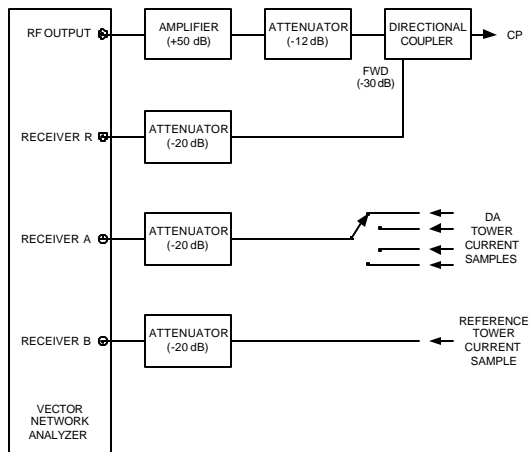 RF OUTPUT
AMPLIFIER
(+50 dB)
ATTENUATOR
(-12 dB)
DIRECTIONAL
COUPLER
CP
FWD
(-30 dB)
RECEIVER R
ATTENUATOR
(-20 dB)
RECEIVER A
ATTENUATOR
(-20 dB)
DA
TOWER
CURRENT
SAMPLES
RECEIVER B
ATTENUATOR
(-20 dB)
REFERENCE
TOWER
CURRENT
SAMPLE
VECTOR
NETWORK
ANALYZER